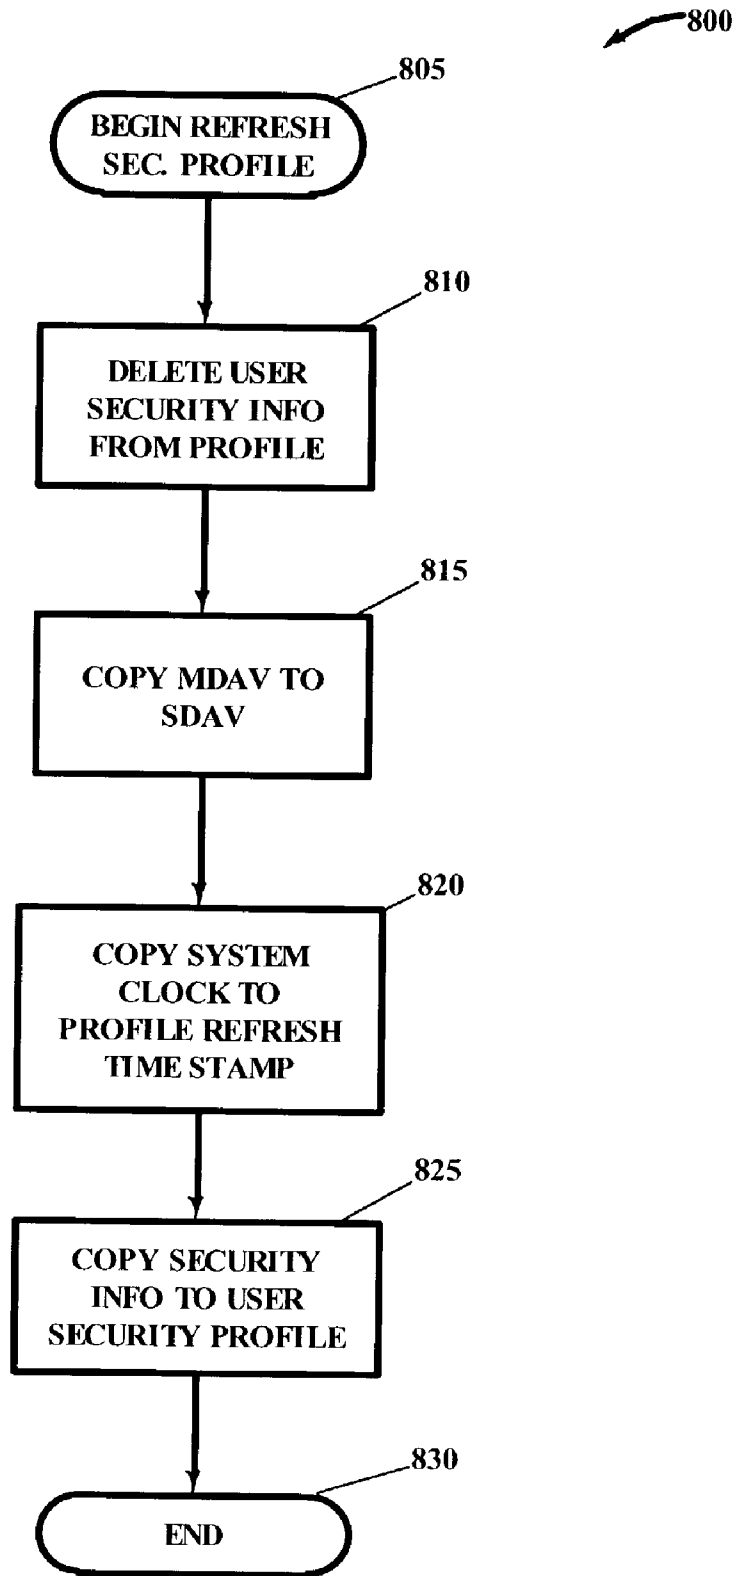 800
805
BEGIN REFRESH
SEC. PROFILE
810
DELETE USER
SECURITY INFO
FROM PROFILE
815
COPY MDAV TO
SDAV
820
COPY SYSTEM
CLOCK TO
PROFILE REFRESH
TIME STAMP
825
COPY SECURITY
INFO TO USER
SECURITY PROFILE
830
END